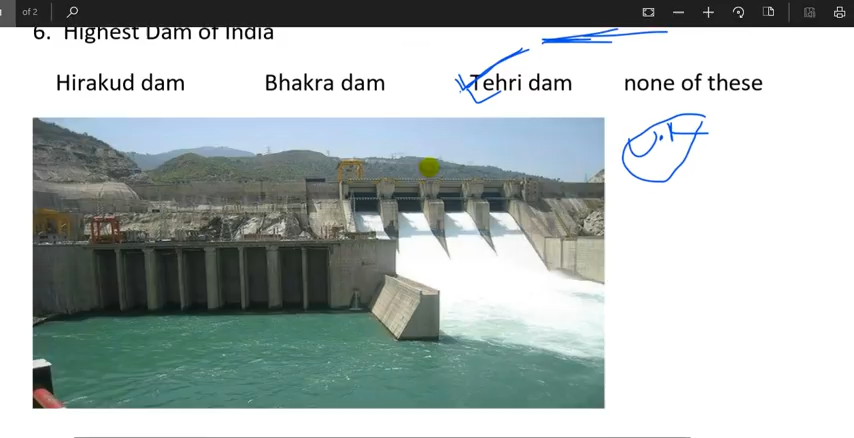 of 2
6. Highest Dam of India
Hirakud dam Bhakra dam Tehri dam none of these
U.K